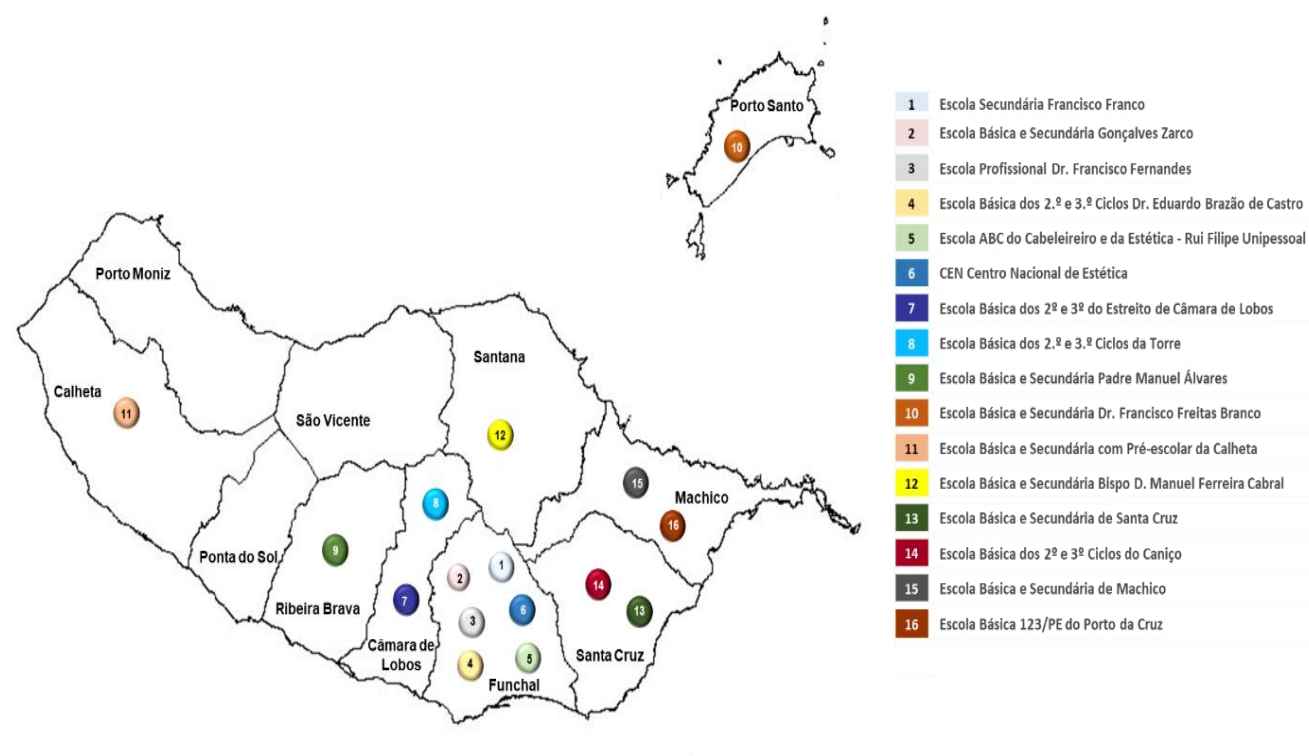 Porto Santo
10
Porto Moniz
Santana
Calheta
11
São Vicente
12
15
Machico
8
16
Ponta do Sol
9
1
2
14
Ribeira Brava
7
6
13
3
Câmara de
Lobos
Santa Cruz
4
5
Funchal
1 Escola Secundária Francisco Franco
2 Escola Básica e Secundária Gonçalves Zarco
3 Escola Profissional Dr. Francisco Fernandes
4 Escola Básica dos 2.º e 3.º Ciclos Dr. Eduardo Brazão de Castro
5 Escola ABC do Cabeleireiro e da Estética - Rui Filipe Unipessoal
6 CEN Centro Nacional de Estética
7 Escola Básica dos 2º e 3º do Estreito de Câmara de Lobos
8 Escola Básica dos 2.º e 3.º Ciclos da Torre
9 Escola Básica e Secundária Padre Manuel Álvares
10 Escola Básica e Secundária Dr. Francisco Freitas Branco
11 Escola Básica e Secundária com Pré-escolar da Calheta
12 Escola Básica e Secundária Bispo D. Manuel Ferreira Cabral
13 Escola Básica e Secundária de Santa Cruz
14 Escola Básica dos 2º e 3º Ciclos do Caniço
15 Escola Básica e Secundária de Machico
16 Escola Básica 123/PE do Porto da Cruz